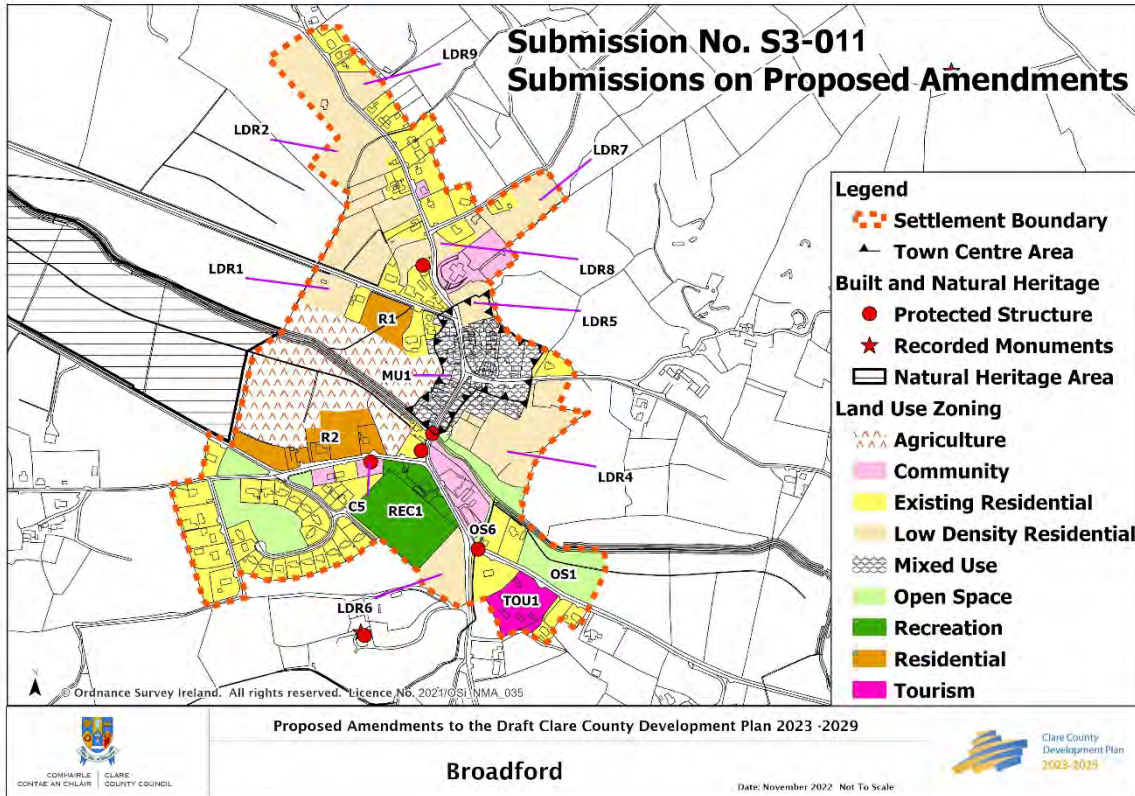 Submission No. S3-011
Submissions on Proposed Amendments
LDR9
LDR2
LDR7
LDR1
LDR8
LDR5
R1
MU1
R2
LDR4
C5
REC1
OS6
OS1
TOU1
LDR6
Legend
Settlement Boundary
Town Centre Area
Built and Natural Heritage
Protected Structure
Recorded Monuments
Natural Heritage Area
Land Use Zoning
Agriculture
Community
Existing Residential
Low Density Residential
Mixed Use
Open Space
Recreation
Residential
Tourism
N
© Ordnance Survey Ireland. All rights reserved. Licence No. 2021/OSi_NMA_035
Proposed Amendments to the Draft Clare County Development Plan 2023 -2029
Broadford
Date: November 2022 Not To Scale
COMHAIRLE CONTAE AN CHLÁIR
CLARE COUNTY COUNCIL
Clare County
Development Plan
2023-2029